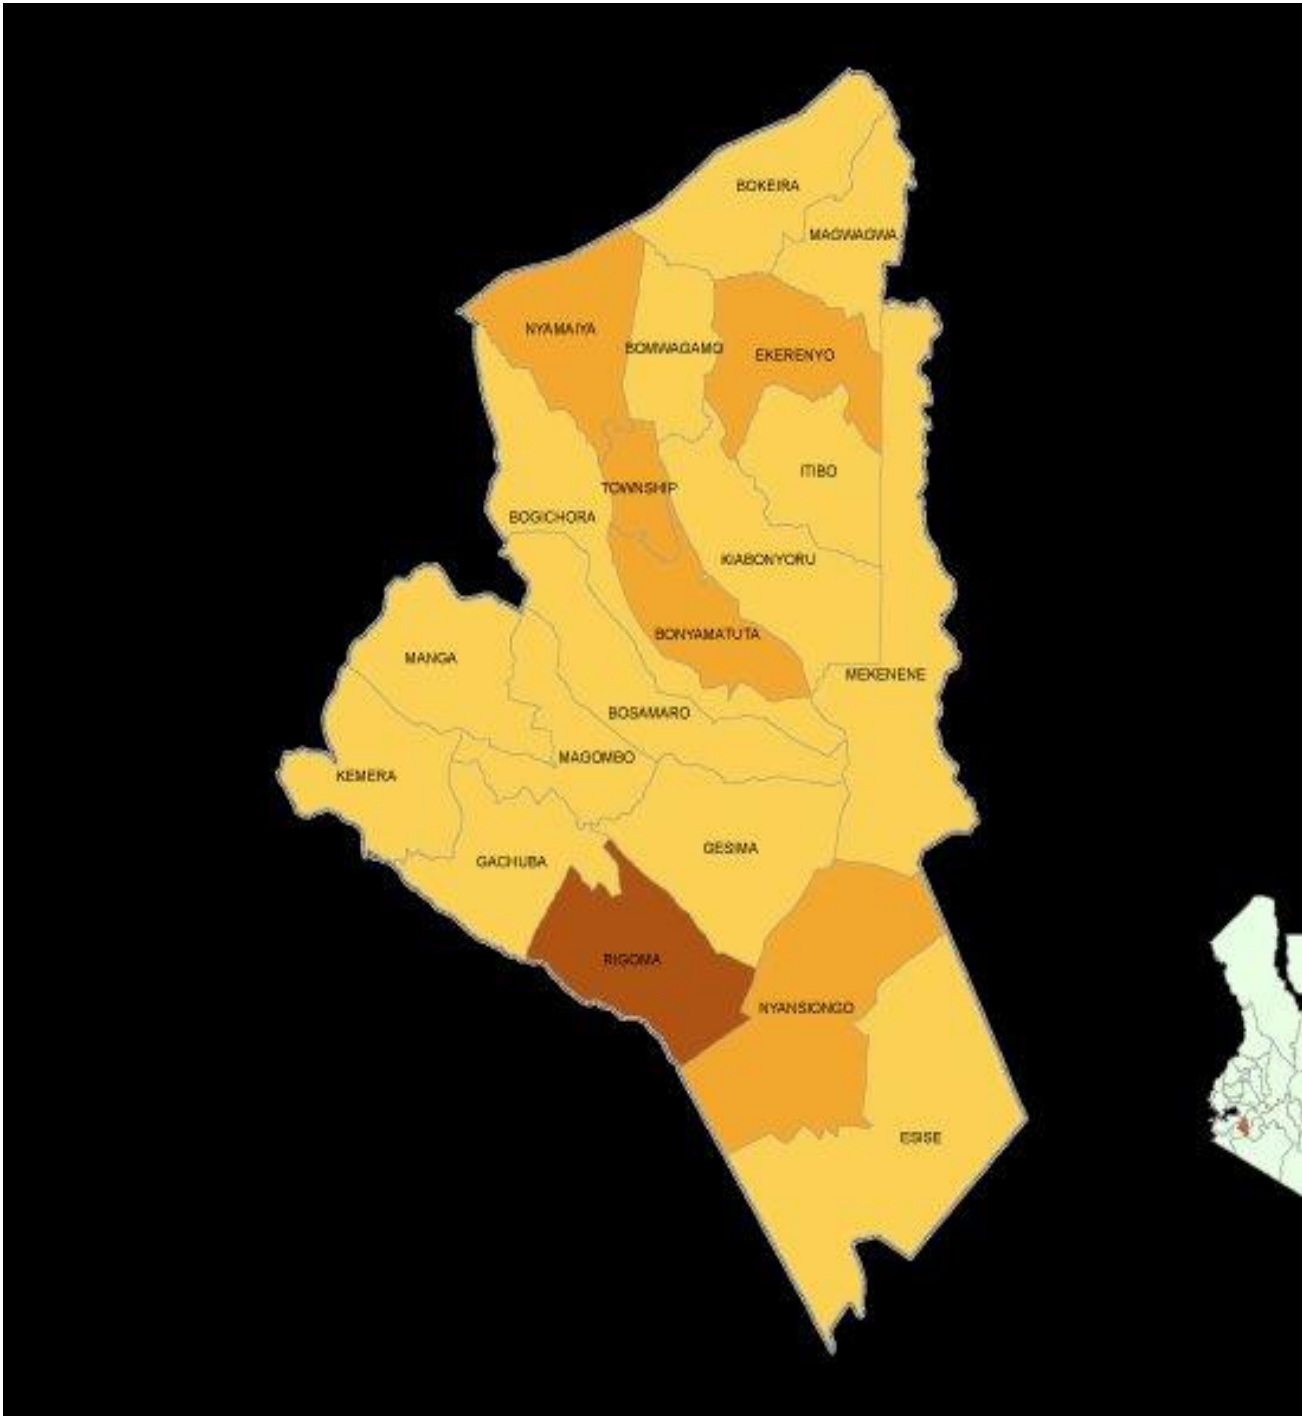 BOKEIRA
MAGWAGWA
NYAMAIYA
BOMWAGAMO
EKERENYO
ITIBO
TOWNSHIP
BOGICHORA
KIABONYORU
BONYAMATUTA
MANGA
MEKENENE
BOSAMARO
MAGOMBO
KEMERA
GESIMA
GACHUBA
RIGOMA
NYANSIONGO
ESISE